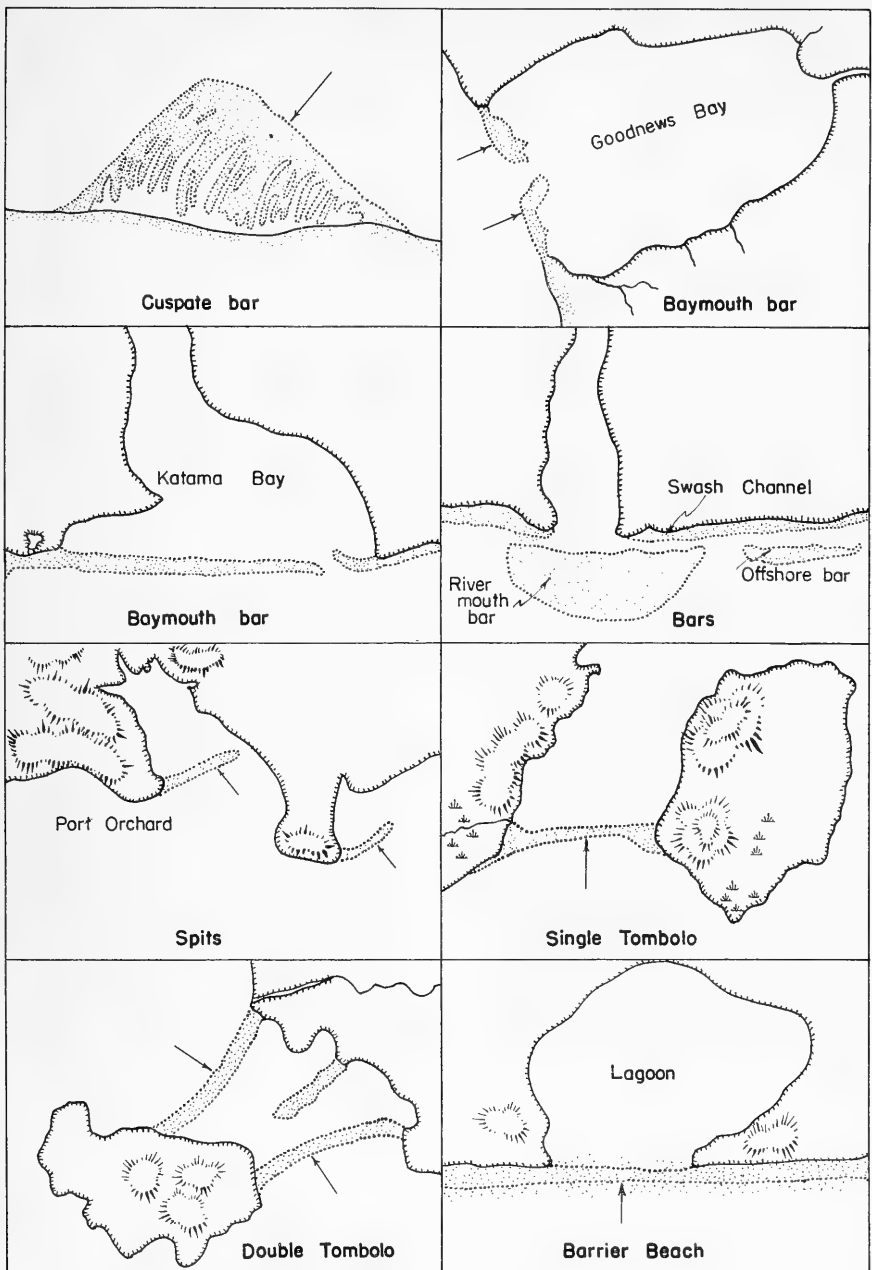 Cuspate bar
Goodnews Bay
Baymouth bar
Katama Bay
Baymouth bar
Swash Channel
Offshore bar
River
mouth
bar
Bars
Port Orchard
Spits
Single Tombolo
Double Tombolo
Lagoon
Barrier Beach